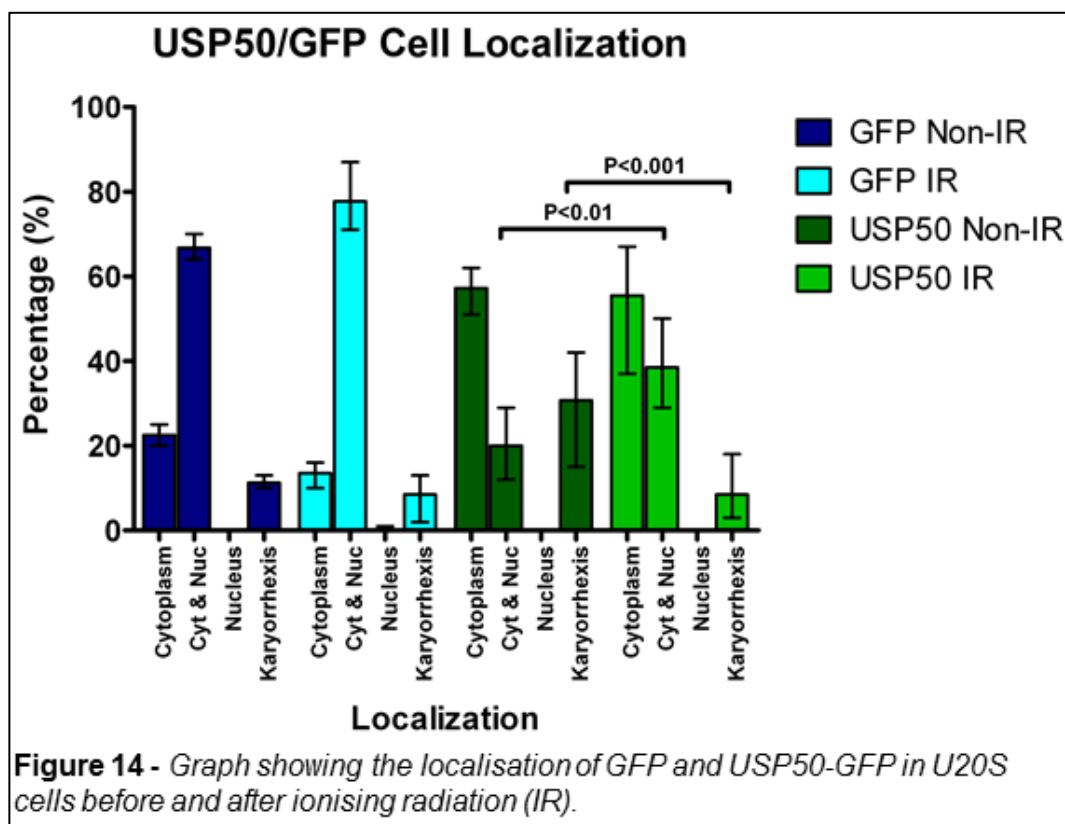 USP50/GFP Cell Localization
Percentage (%)
100
80
60
40
20
0
P<0.001
P<0.01
GFP Non-IR
GFP IR
USP50 Non-IR
USP50 IR
Cytoplasm
Cyt & Nuc
Nucleus
Karyorrhexis
Cytoplasm
Cyt & Nuc
Nucleus
Karyorrhexis
Cytoplasm
Cyt & Nuc
Nucleus
Karyorrhexis
Cytoplasm
Cyt & Nuc
Nucleus
Karyorrhexis
Localization
Figure 14 - Graph showing the localisation of GFP and USP50-GFP in U20S
cells before and after ionising radiation (IR).